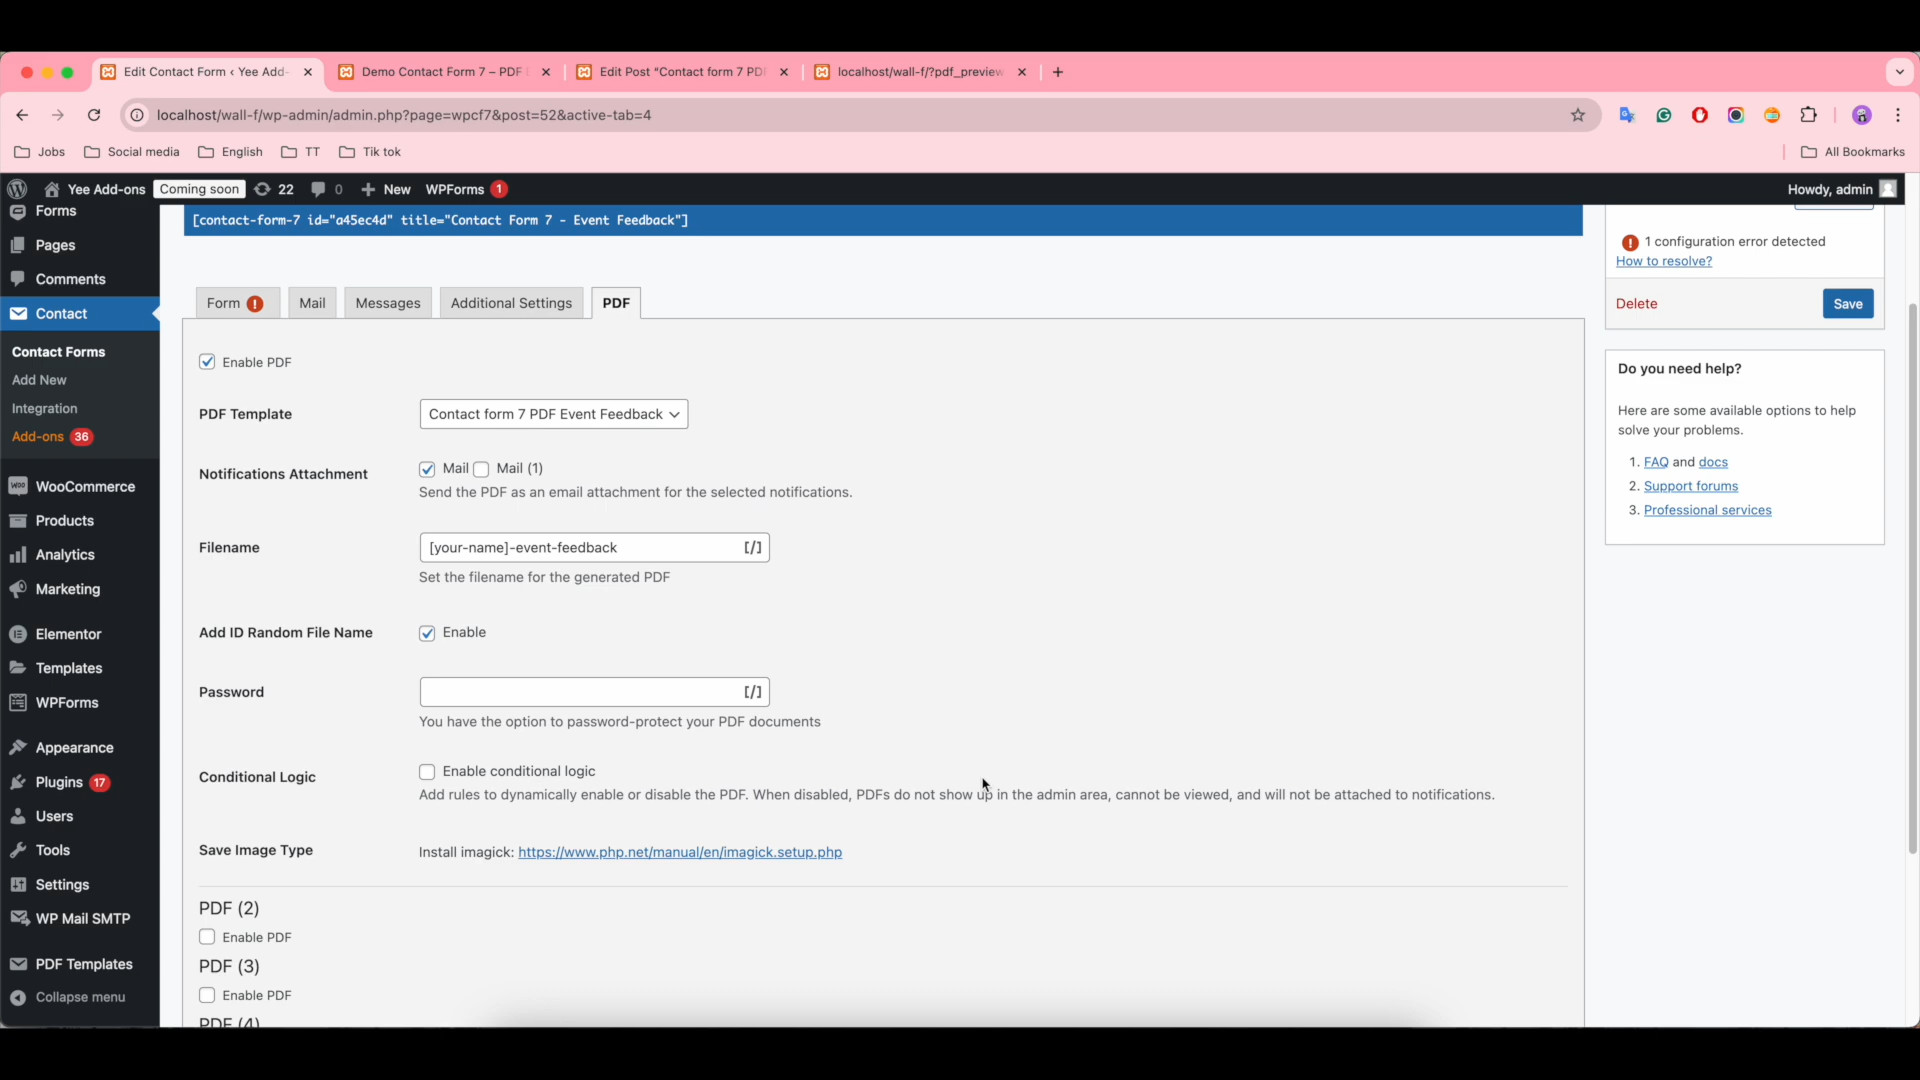 Edit Contact Form ‹ Yee Add-
Demo Contact Form 7 – PDF
Edit Post “Contact form 7 PDF
localhost/wall-f/?pdf_preview
localhost/wall-f/wp-admin/admin.php?page=wpcf7&post=52&active-tab=4
Jobs
Social media
English
TT
Tik tok
All Bookmarks
Yee Add-ons
Coming soon
22
0
New
WPForms 1
Howdy, admin
Forms
Pages
Comments
Contact
Contact Forms
Add New
Integration
Add-ons 36
WooCommerce
Products
Analytics
Marketing
Elementor
Templates
WPForms
Appearance
Plugins 17
Users
Tools
Settings
WP Mail SMTP
PDF Templates
Collapse menu
[contact-form-7 id="a45ec4d" title="Contact Form 7 - Event Feedback"]
Form !
Mail
Messages
Additional Settings
PDF
Enable PDF
PDF Template
Contact form 7 PDF Event Feedback
Notifications Attachment
Mail Mail (1)
Send the PDF as an email attachment for the selected notifications.
Filename
[your-name]-event-feedback [/]
Set the filename for the generated PDF
Add ID Random File Name
Enable
Password
[/]
You have the option to password-protect your PDF documents
Conditional Logic
Enable conditional logic
Add rules to dynamically enable or disable the PDF. When disabled, PDFs do not show up in the admin area, cannot be viewed, and will not be attached to notifications.
Save Image Type
Install imagick: https://www.php.net/manual/en/imagick.setup.php
PDF (2)
Enable PDF
PDF (3)
Enable PDF
PDF (4)
! 1 configuration error detected
How to resolve?
Delete
Save
Do you need help?
Here are some available options to help
solve your problems.
1. FAQ and docs
2. Support forums
3. Professional services